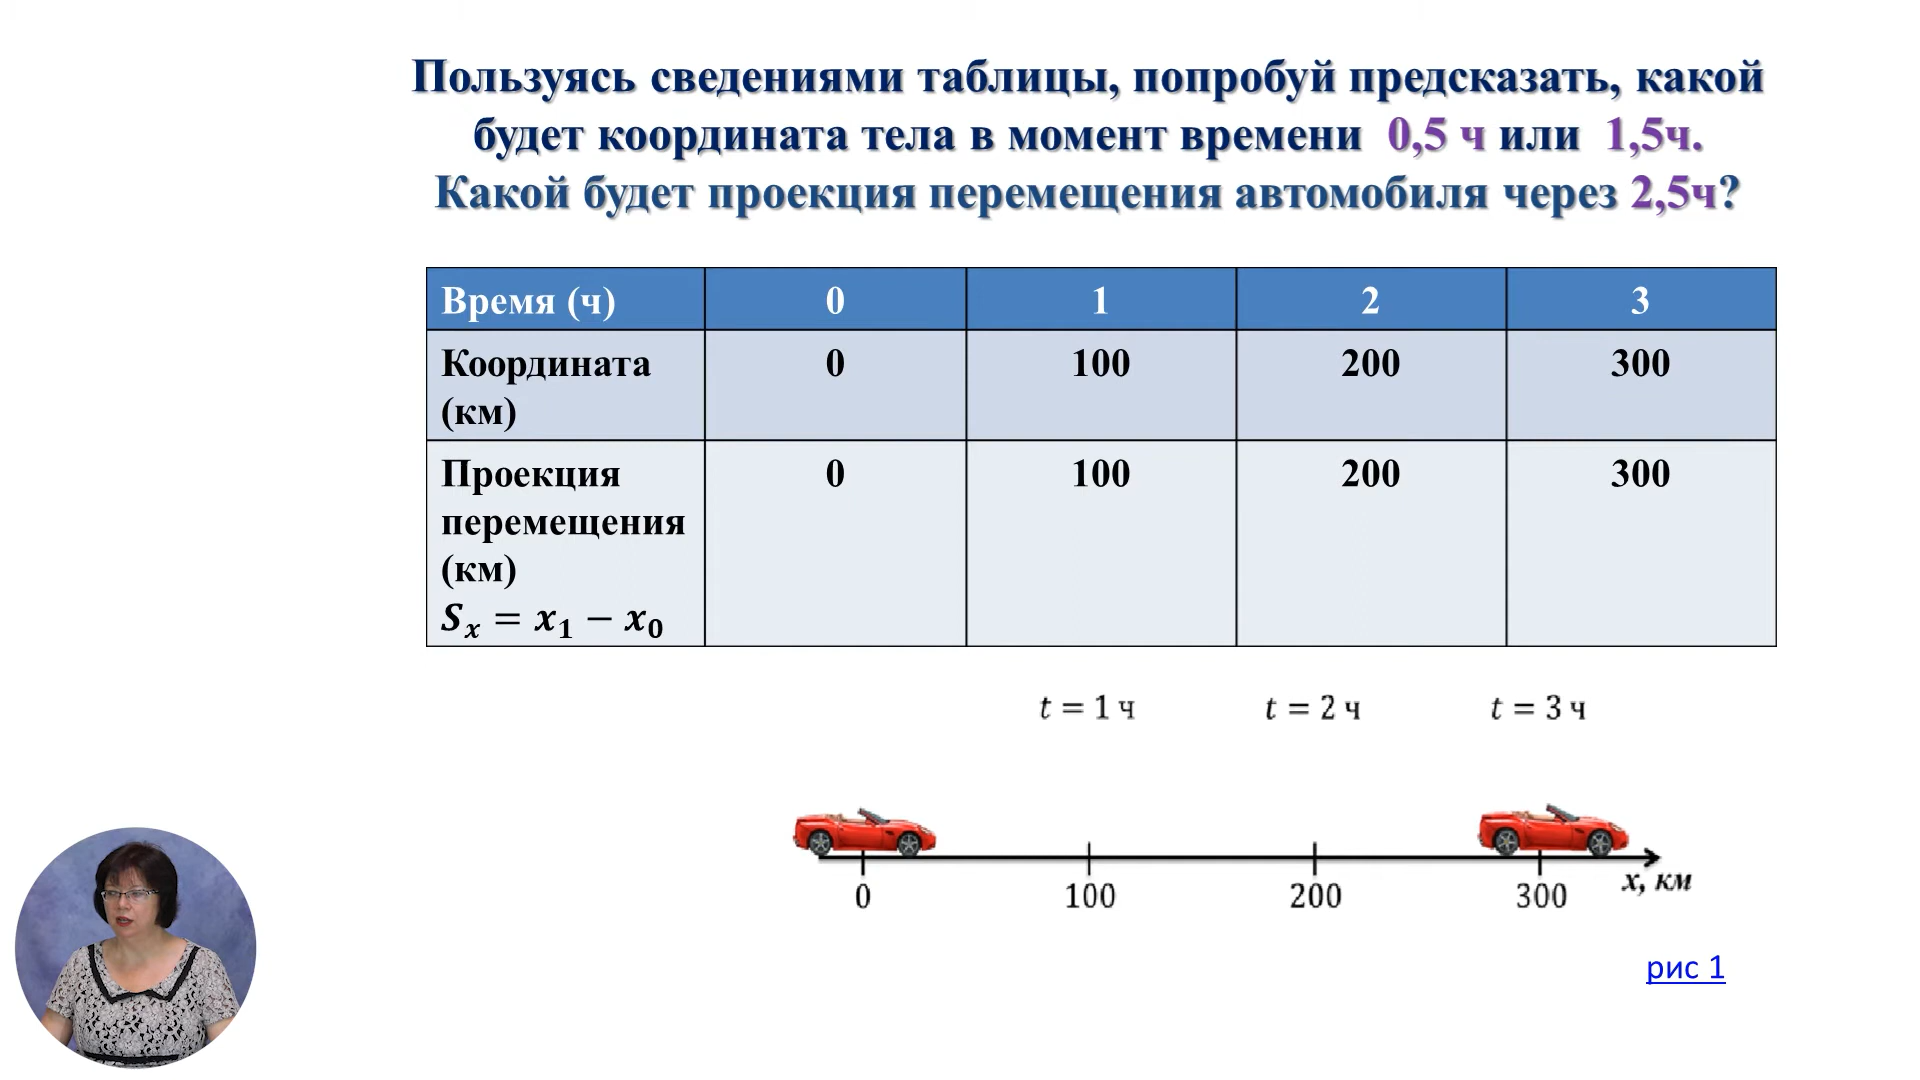 Пользуясь сведениями таблицы, попробуй предсказать, какой
будет координата тела в момент времени 0,5 ч или 1,5ч.
Какой будет проекция перемещения автомобиля через 2,5ч?
Время (ч) 0 1 2 3
Координата 0 100 200 300
(км)
Проекция 0 100 200 300
перемещения
(км)
Sₓ = x₁ − x₀
t = 1 ч t = 2 ч t = 3 ч
0 100 200 300 x, км
рис 1